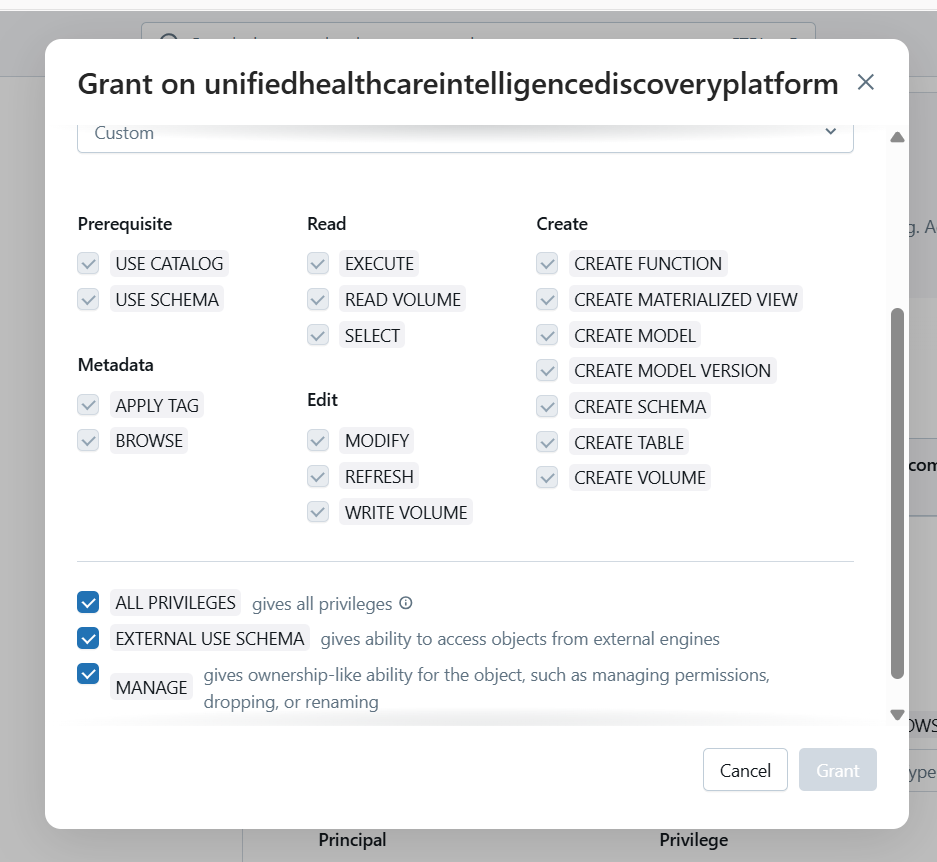 Grant on unifiedhealthcareintelligencediscoveryplatform
Custom
Prerequisite
USE CATALOG
USE SCHEMA
Metadata
APPLY TAG
BROWSE
Read
EXECUTE
READ VOLUME
SELECT
Edit
MODIFY
REFRESH
WRITE VOLUME
Create
CREATE FUNCTION
CREATE MATERIALIZED VIEW
CREATE MODEL
CREATE MODEL VERSION
CREATE SCHEMA
CREATE TABLE
CREATE VOLUME
ALL PRIVILEGES gives all privileges
EXTERNAL USE SCHEMA gives ability to access objects from external engines
MANAGE gives ownership-like ability for the object, such as managing permissions,
dropping, or renaming
Cancel Grant
Principal Privilege